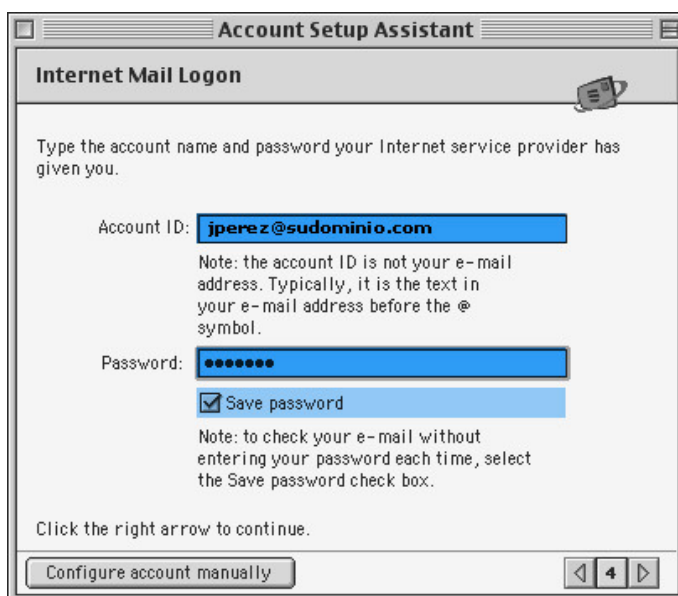 Account Setup Assistant
Internet Mail Logon
Type the account name and password your Internet service provider has
given you.
Account ID: jperez@sudominio.com
Note: the account ID is not your e-mail
address. Typically, it is the text in
your e-mail address before the @
symbol.
Password: •••••••
Save password
Note: to check your e-mail without
entering your password each time, select
the Save password check box.
Click the right arrow to continue.
Configure account manually 4